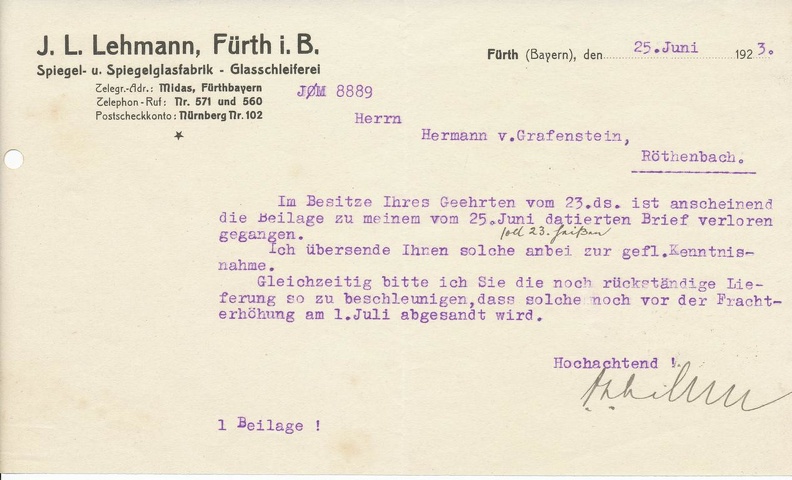 J. L. Lehmann, Fürth i. B.
Spiegel- u. Spiegelglasfabrik - Glasschleiferei
Telegr.-Adr.: Midas, Fürthbayern
Telephon-Ruf: Nr. 571 und 560
Postscheckkonto: Nürnberg Nr. 102
Fürth (Bayern), den 25.Juni 1923.
JØM 8889
Herrn
Hermann v.Grafenstein,
Röthenbach.
Im Besitze Ihres Geehrten vom 23.ds. ist anscheinend
die Beilage zu meinem vom 25.Juni datierten Brief verloren
gegangen. soll 23. heißen
Ich übersende Ihnen solche anbei zur gefl.Kenntnis-
nahme.
Gleichzeitig bitte ich Sie die noch rückständige Lie-
ferung so zu beschleunigen,dass solche noch vor der Fracht-
erhöhung am 1.Juli abgesandt wird.
Hochachtend !
1 Beilage !